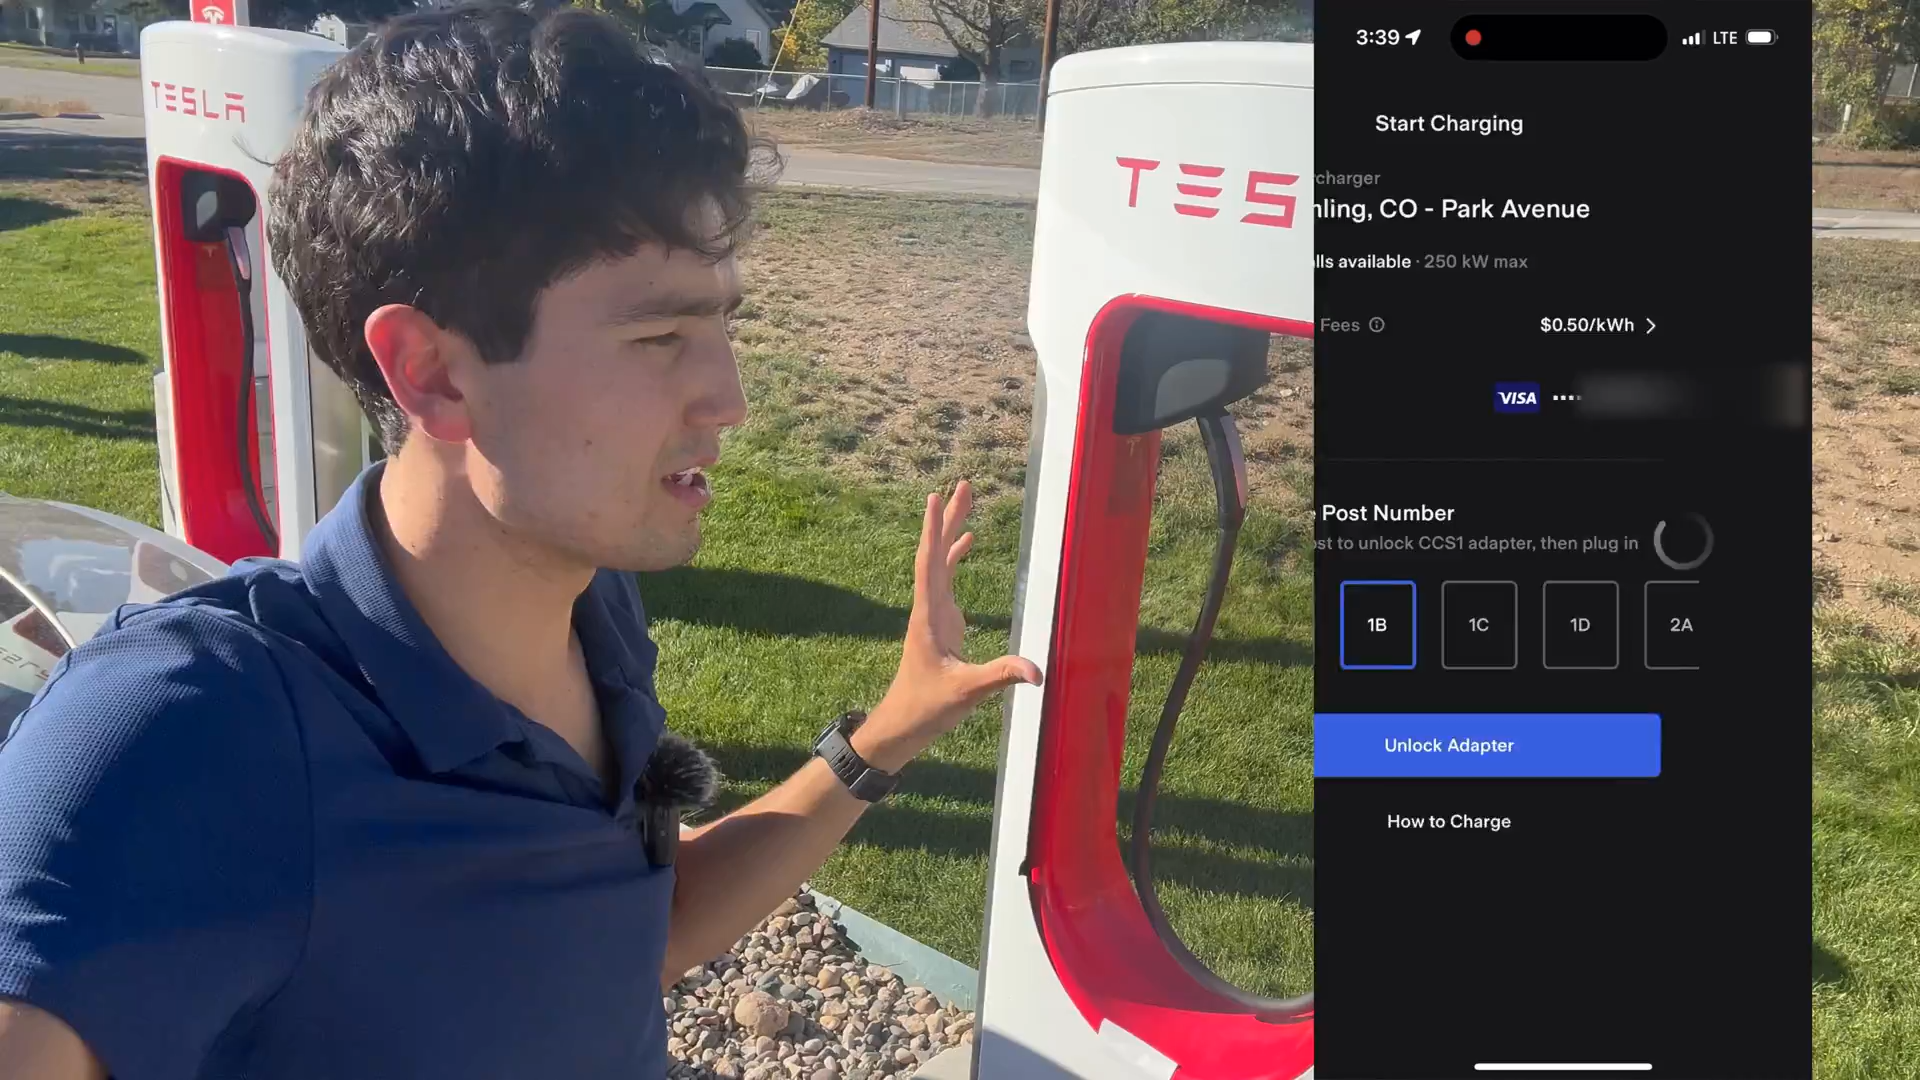 TESLA
TES
3:39
LTE
Start Charging
rcharger
rling, CO - Park Avenue
lls available · 250 kW max
Fees
$0.50/kWh
VISA ····
Post Number
st to unlock CCS1 adapter, then plug in
1B
1C
1D
2A
Unlock Adapter
How to Charge